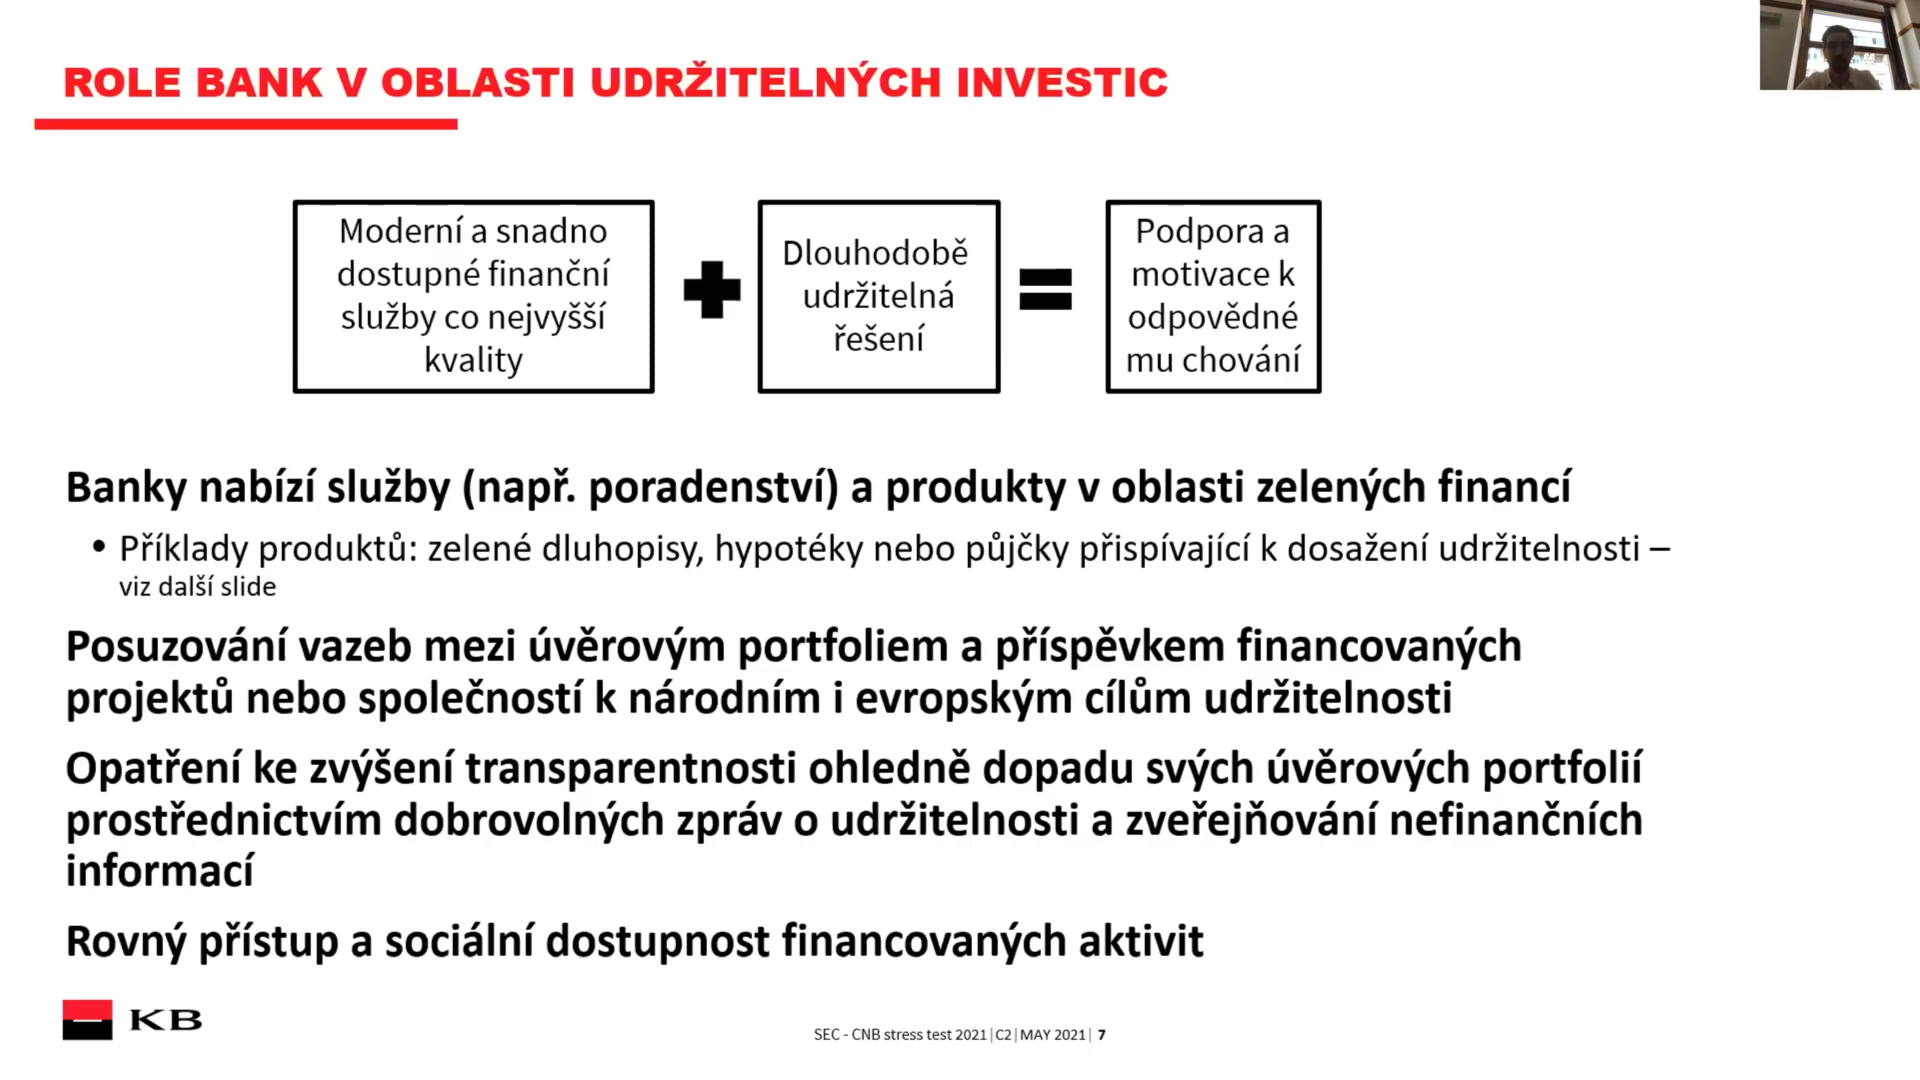 ROLE BANK V OBLASTI UDRŽITELNÝCH INVESTIC
Moderní a snadno
dostupné finanční
služby co nejvyšší
kvality
Dlouhodobě
udržitelná
řešení
Podpora a
motivace k
odpovědné
mu chování
Banky nabízí služby (např. poradenství) a produkty v oblasti zelených financí
• Příklady produktů: zelené dluhopisy, hypotéky nebo půjčky přispívající k dosažení udržitelnosti –
viz další slide
Posuzování vazeb mezi úvěrovým portfoliem a příspěvkem financovaných
projektů nebo společností k národním i evropským cílům udržitelnosti
Opatření ke zvýšení transparentnosti ohledně dopadu svých úvěrových portfolií
prostřednictvím dobrovolných zpráv o udržitelnosti a zveřejňování nefinančních
informací
Rovný přístup a sociální dostupnost financovaných aktivit
KB
SEC - CNB stress test 2021 | C2 | MAY 2021 | 7